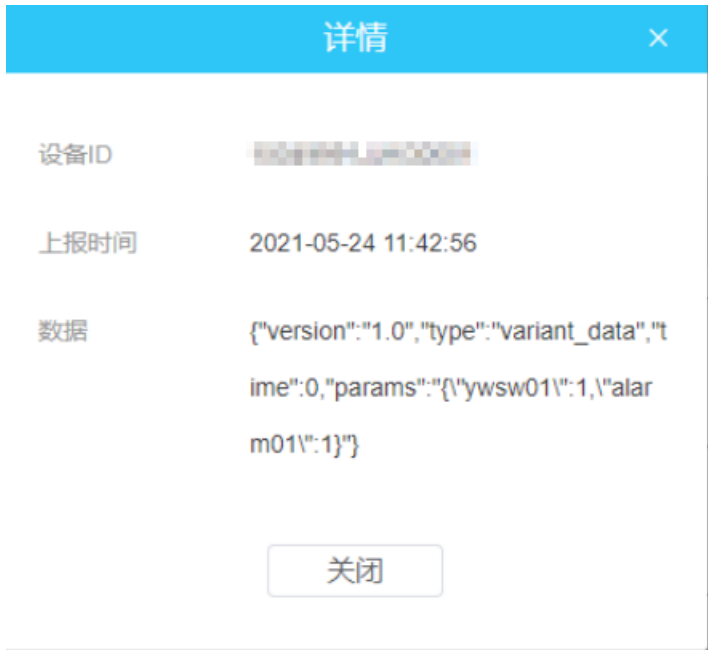 详情 ×
设备ID
上报时间 2021-05-24 11:42:56
数据 {"version":"1.0","type":"variant_data","t
ime":0,"params":"{\"ywsw01\":1,\"alar
m01\":1}"}
关闭